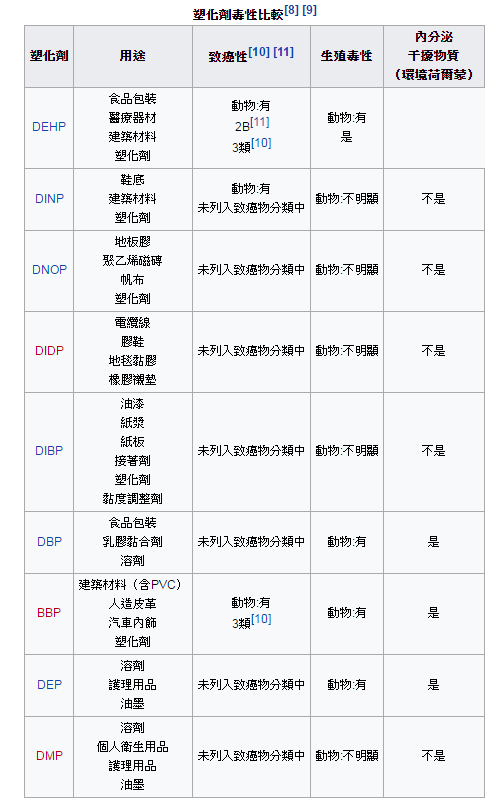 塑化劑毒性比較[8] [9]
塑化劑 用途 致癌性[10] [11] 生殖毒性 內分泌
干擾物質
（環境荷爾蒙）
DEHP
食品包裝
醫療器材
建築材料
塑化劑
動物:有
2B[11]
3類[10]
動物:有
是
DINP
鞋底
建築材料
塑化劑
動物:有
未列入致癌物分類中
動物:不明顯
不是
DNOP
地板膠
聚乙烯磁磚
帆布
塑化劑
未列入致癌物分類中
動物:不明顯
不是
DIDP
電纜線
膠鞋
地毯黏膠
橡膠襯墊
未列入致癌物分類中
動物:不明顯
不是
DIBP
油漆
紙漿
紙板
接著劑
塑化劑
黏度調整劑
未列入致癌物分類中
動物:不明顯
不是
DBP
食品包裝
乳膠黏合劑
溶劑
未列入致癌物分類中
動物:有
是
BBP
建築材料（含PVC）
人造皮革
汽車內飾
塑化劑
動物:有
3類[10]
動物:有
是
DEP
溶劑
護理用品
油墨
未列入致癌物分類中
動物:有
是
DMP
溶劑
個人衛生用品
護理用品
油墨
未列入致癌物分類中
動物:不明顯
不是